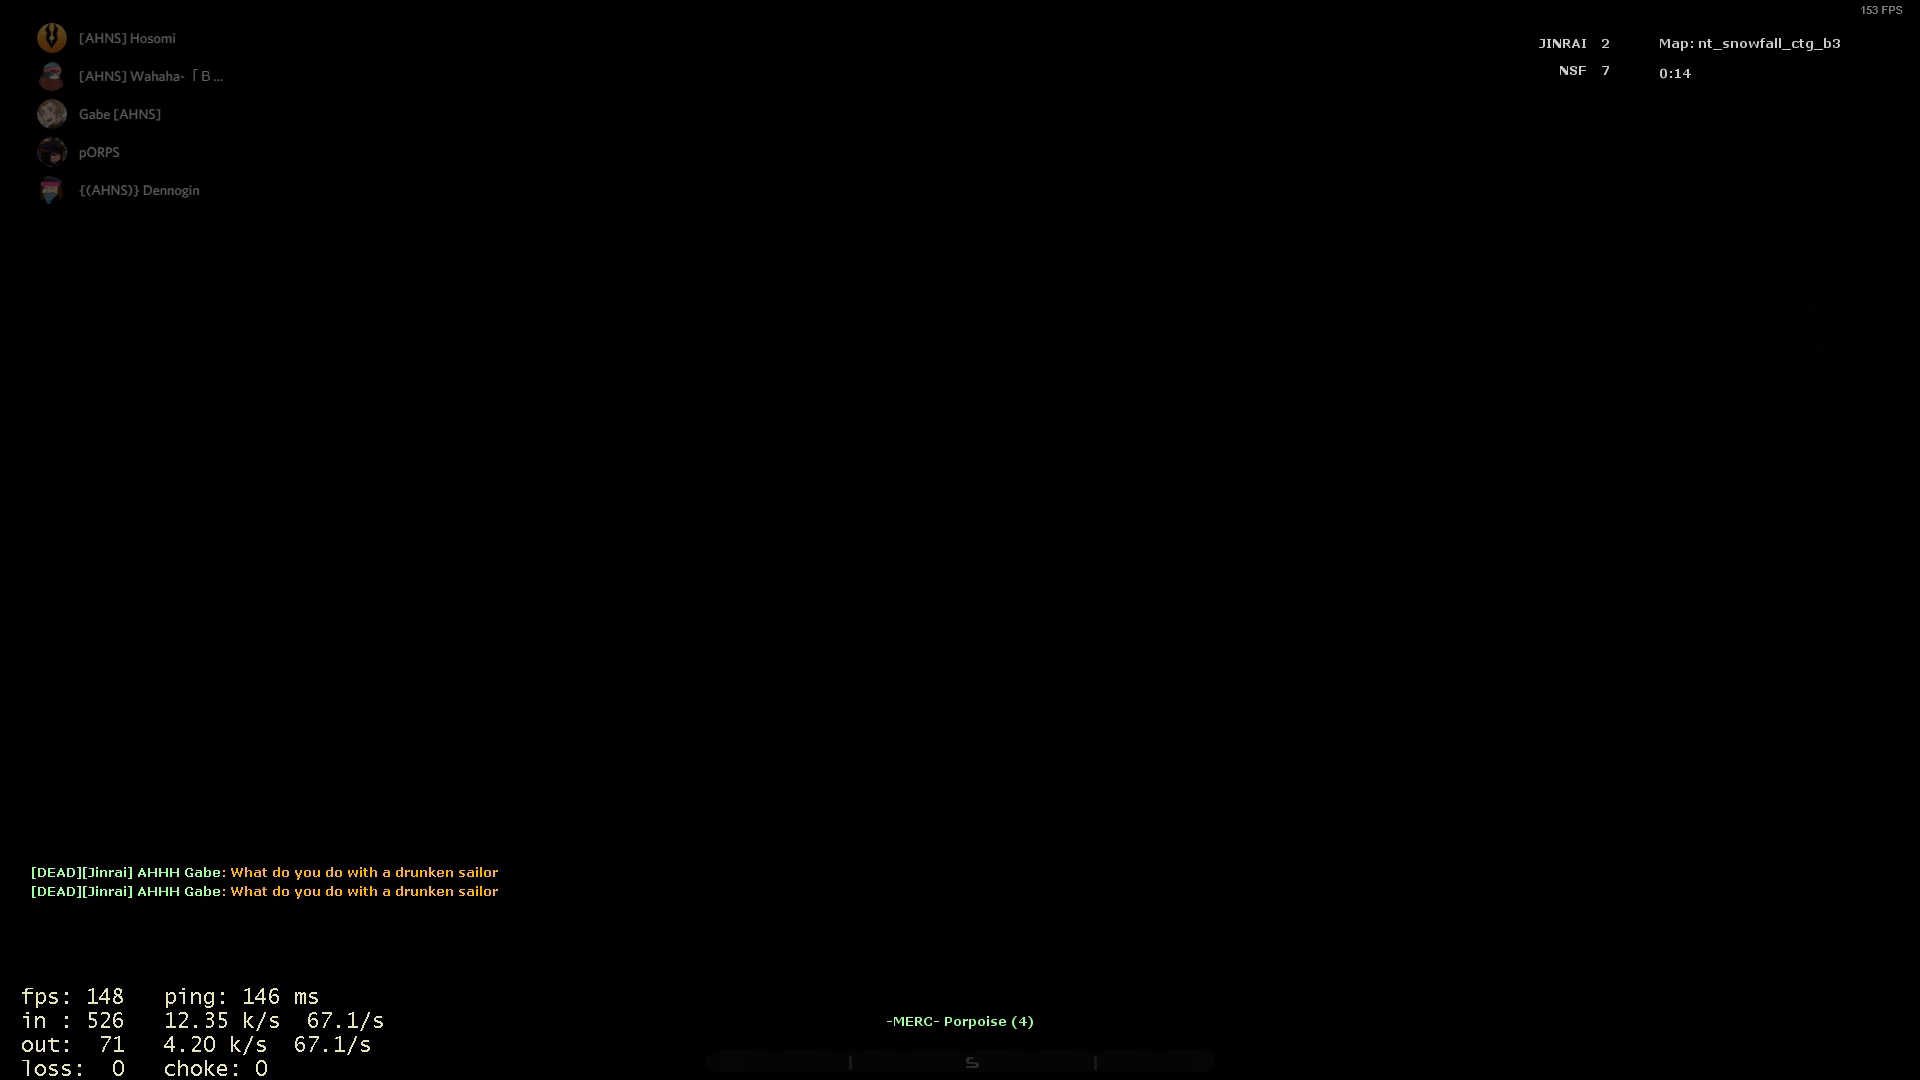 153 FPS
[AHNS] Hosomi
[AHNS] Wahaha-「B...
Gabe [AHNS]
pORPS
{(AHNS)} Dennogin
JINRAI 2 Map: nt_snowfall_ctg_b3
NSF 7 0:14
[DEAD][Jinrai] AHHH Gabe: What do you do with a drunken sailor
[DEAD][Jinrai] AHHH Gabe: What do you do with a drunken sailor
fps: 148 ping: 146 ms
in : 526 12.35 k/s 67.1/s
out: 71 4.20 k/s 67.1/s
loss: 0 choke: 0
-MERC- Porpoise (4)
S